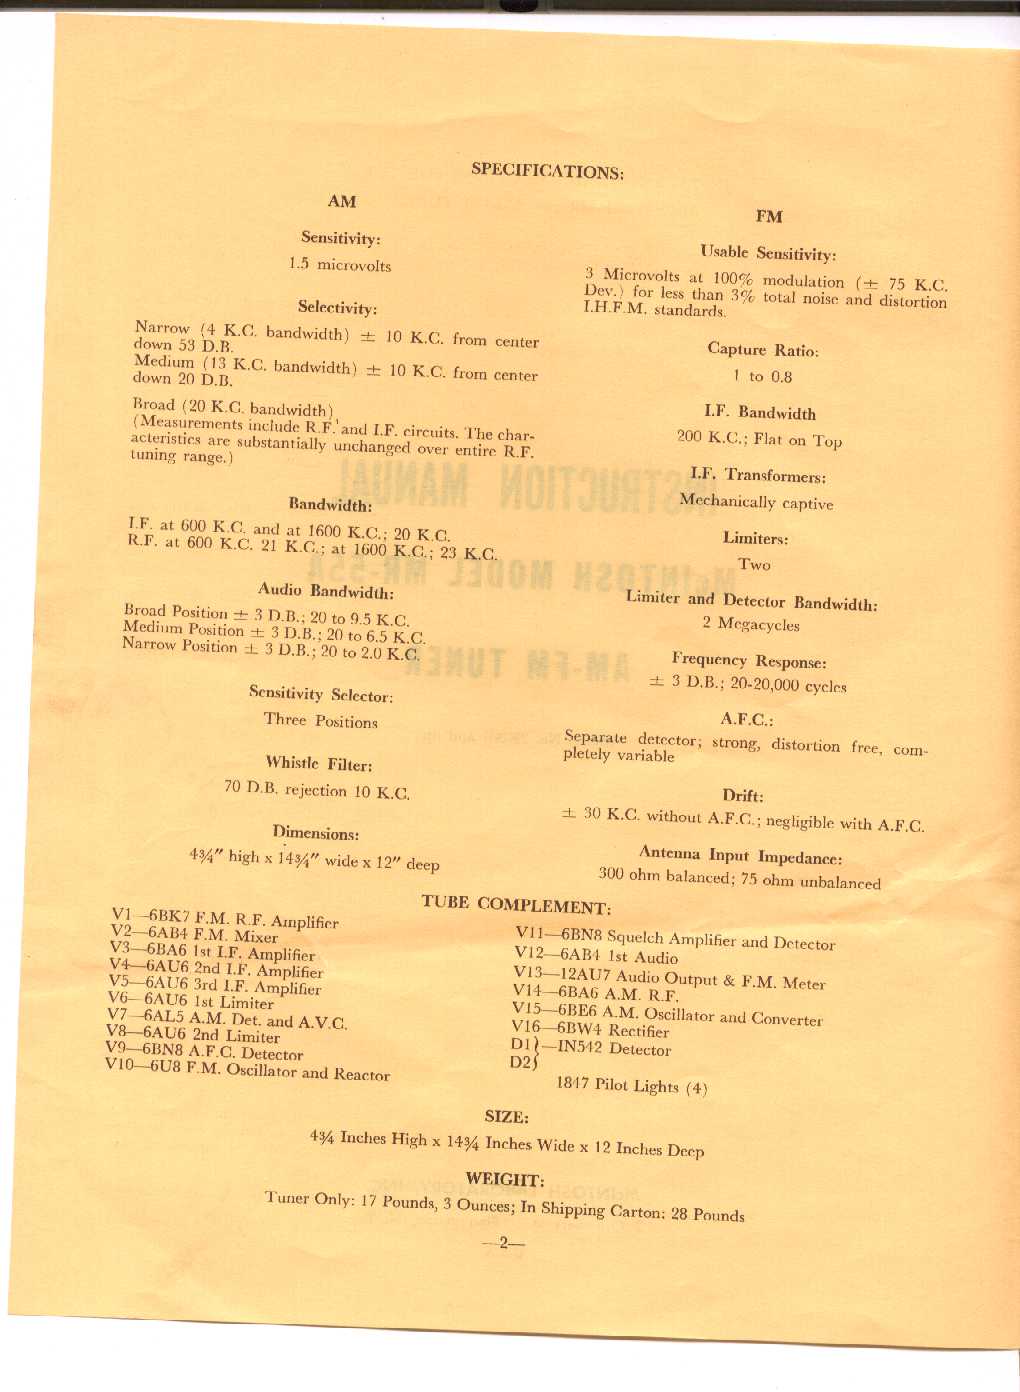 SPECIFICATIONS:
AM
Sensitivity:
1.5 microvolts
Selectivity:
Narrow (4 K.C. bandwidth) ± 10 K.C. from center
down 53 D.B.
Medium (13 K.C. bandwidth) ± 10 K.C. from center
down 20 D.B.
Broad (20 K.C. bandwidth)
(Measurements include R.F. and I.F. circuits. The char-
acteristics are substantially unchanged over entire R.F.
tuning range.)
Bandwidth:
I.F. at 600 K.C. and at 1600 K.C.; 20 K.C.
R.F. at 600 K.C. 21 K.C.; at 1600 K.C.; 23 K.C.
Audio Bandwidth:
Broad Position ± 3 D.B.; 20 to 9.5 K.C.
Medium Position ± 3 D.B.; 20 to 6.5 K.C.
Narrow Position ± 3 D.B.; 20 to 2.0 K.C.
Sensitivity Selector:
Three Positions
Whistle Filter:
70 D.B. rejection 10 K.C.
Dimensions:
4¾" high x 14¾" wide x 12" deep
FM
Usable Sensitivity:
3 Microvolts at 100% modulation (± 75 K.C.
Dev.) for less than 3% total noise and distortion
I.H.F.M. standards.
Capture Ratio:
1 to 0.8
I.F. Bandwidth
200 K.C.; Flat on Top
I.F. Transformers:
Mechanically captive
Limiters:
Two
Limiter and Detector Bandwidth:
2 Megacycles
Frequency Response:
± 3 D.B.; 20-20,000 cycles
A.F.C.:
Separate detector; strong, distortion free, com-
pletely variable
Drift:
± 30 K.C. without A.F.C.; negligible with A.F.C.
Antenna Input Impedance:
300 ohm balanced; 75 ohm unbalanced
TUBE COMPLEMENT:
V1—6BK7 F.M. R.F. Amplifier
V2—6AB4 F.M. Mixer
V3—6BA6 1st I.F. Amplifier
V4—6AU6 2nd I.F. Amplifier
V5—6AU6 3rd I.F. Amplifier
V6—6AU6 1st Limiter
V7—6AL5 A.M. Det. and A.V.C.
V8—6AU6 2nd Limiter
V9—6BN8 A.F.C. Detector
V10—6U8 F.M. Oscillator and Reactor
V11—6BN8 Squelch Amplifier and Detector
V12—6AB4 1st Audio
V13—12AU7 Audio Output & F.M. Meter
V14—6BA6 A.M. R.F.
V15—6BE6 A.M. Oscillator and Converter
V16—6BW4 Rectifier
D1}—IN542 Detector
D2}
1847 Pilot Lights (4)
SIZE:
4¾ Inches High x 14¾ Inches Wide x 12 Inches Deep
WEIGHT:
Tuner Only: 17 Pounds, 3 Ounces; In Shipping Carton: 28 Pounds
—2—